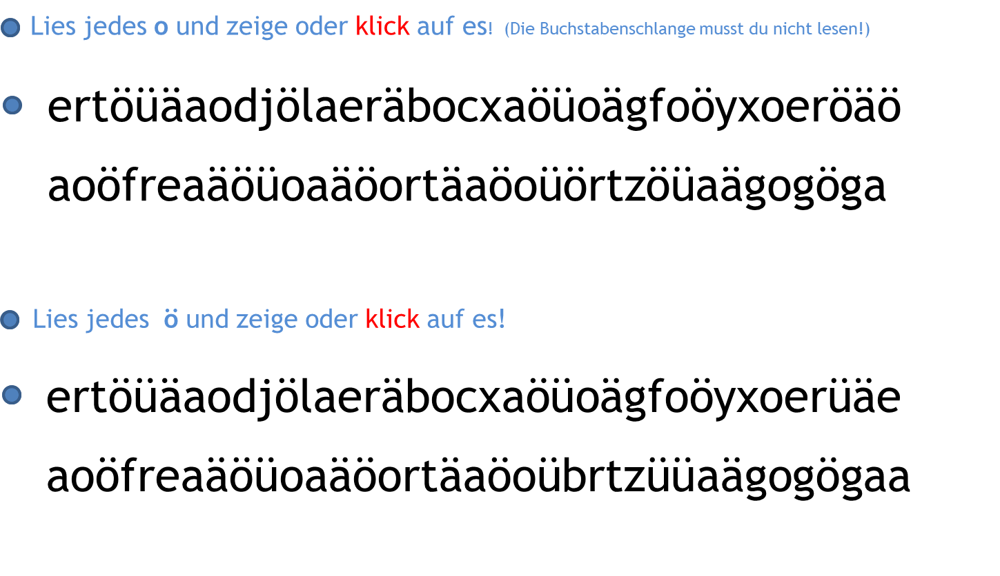 Lies jedes o und zeige oder klick auf es! (Die Buchstabenschlange musst du nicht lesen!)
ertöüäaodjölaeräbocxaöüoägfoöyxoeröäö
aoöfreaäöüoaäöortäaöoüörtzöüaägogöga
Lies jedes ö und zeige oder klick auf es!
ertöüäaodjölaeräbocxaöüoägfoöyxoerüäe
aoöfreaäöüoaäöortäaöoübrtzüüaägogögaa